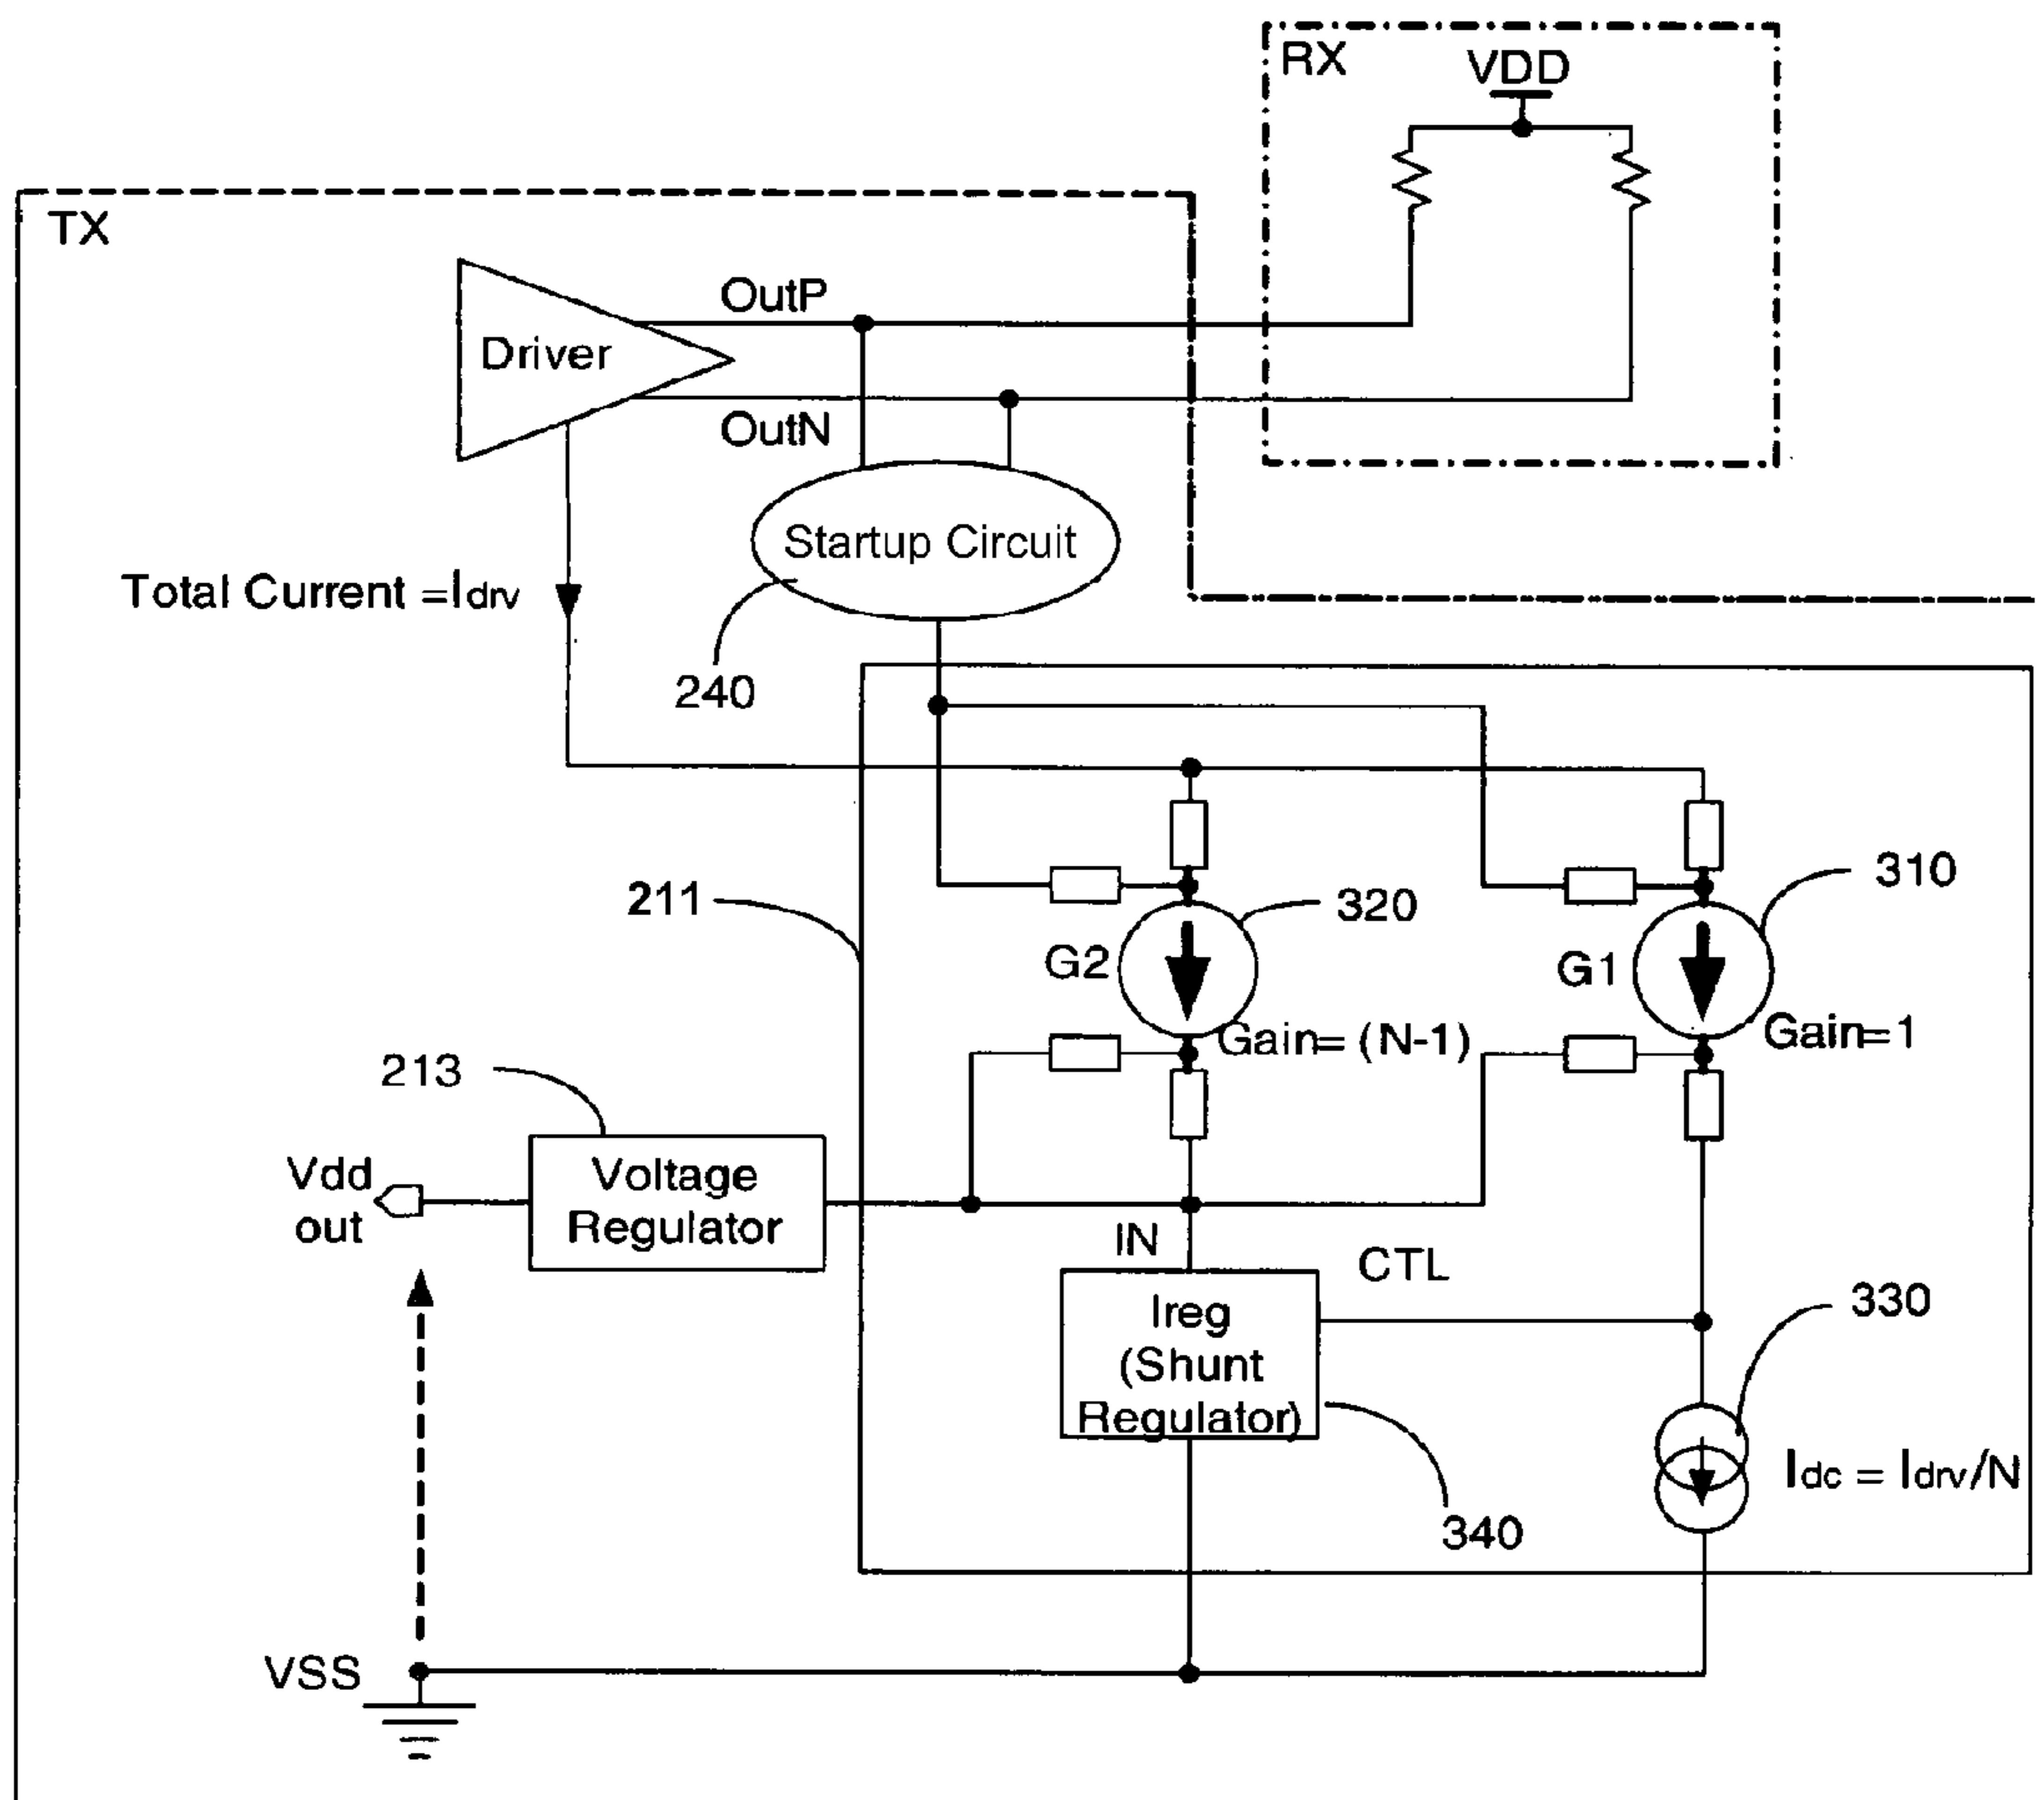 RX
VDD
TX
OutP
Driver
OutN
Startup Circuit
Total Current =Idrv
240
310
211
320
G2
G1
Gain= (N-1)
Gain=1
213
Vdd
out
Voltage
Regulator
IN
CTL
330
Ireg
(Shunt
Regulator)
Idc = Idrv/N
340
VSS